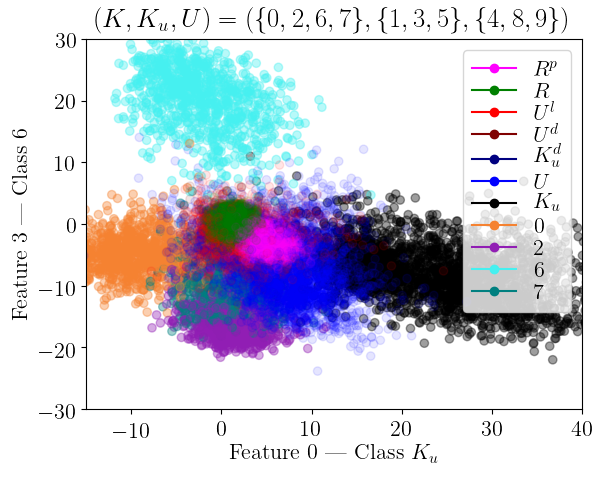 (K, K_u, U) = ({0, 2, 6, 7}, {1, 3, 5}, {4, 8, 9})
R^p
R
U^l
U^d
K_u^d
U
K_u
0
2
6
7
30
20
10
0
−10
−20
−30
Feature 3 — Class 6
−10
0
10
20
30
40
Feature 0 — Class K_u